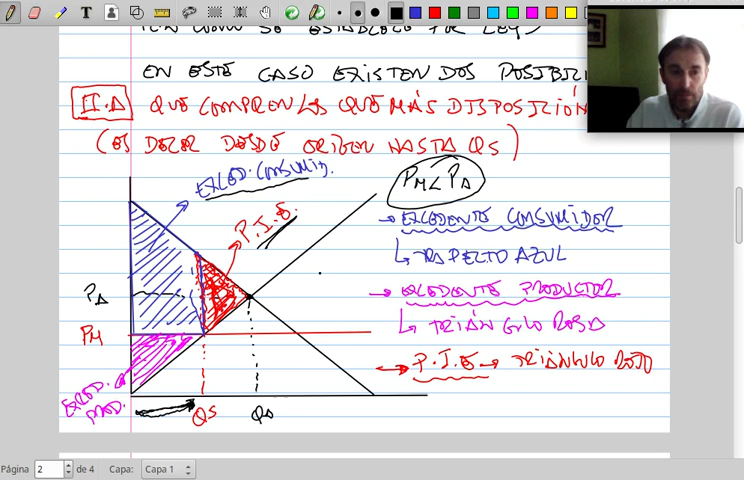 T
EN ESTE CASO EXISTEN DOS POSIBILI
II.A QUE COMPREN LOS QUE MÁS DISPOSICIÓN
(ES DECIR DESDE ORIGEN HASTA QS)
EXCED. CONSUMID.
PM < PA
P.I.E.
→ EXCEDENTE CONSUMIDOR
↳ TRAPECIO AZUL
PA
→ EXCEDENTE PRODUCTOR
PM
↳ TRIÁNGULO ROSA
→ P.I.E → TRIÁNGULO ROJO
EXCED.
PROD.
QS
Página 2 de 4 Capa: Capa 1